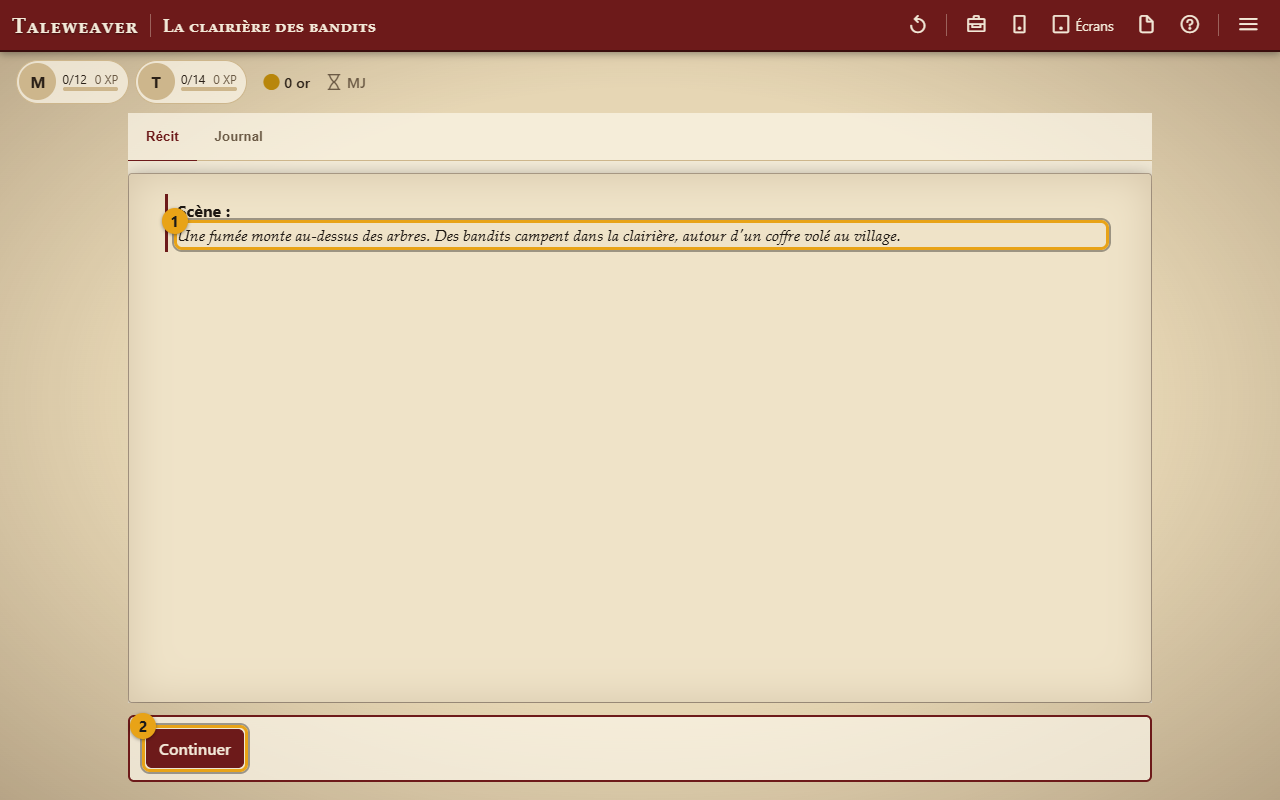 TALEWEAVER
LA CLAIRIÈRE DES BANDITS
Écrans
M 0/12 0 XP
T 0/14 0 XP
0 or
MJ
Récit
Journal
Scène :
1
Une fumée monte au-dessus des arbres. Des bandits campent dans la clairière, autour d'un coffre volé au village.
2
Continuer